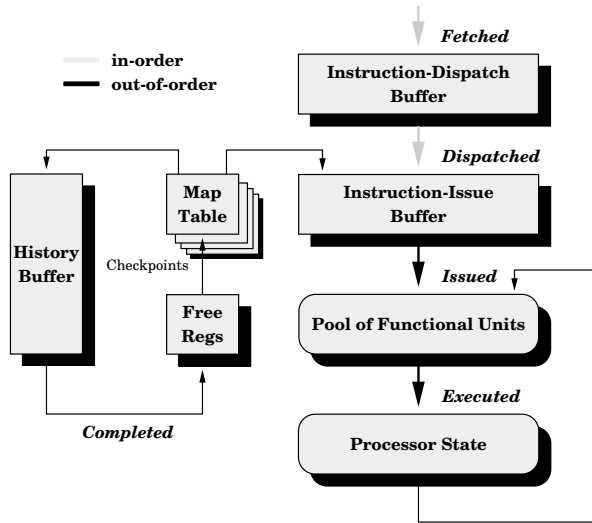 Fetched
in-order
out-of-order
Instruction-Dispatch
Buffer
Dispatched
Map
Table
Instruction-Issue
Buffer
History
Buffer
Checkpoints
Issued
Free
Regs
Pool of Functional Units
Executed
Completed
Processor State